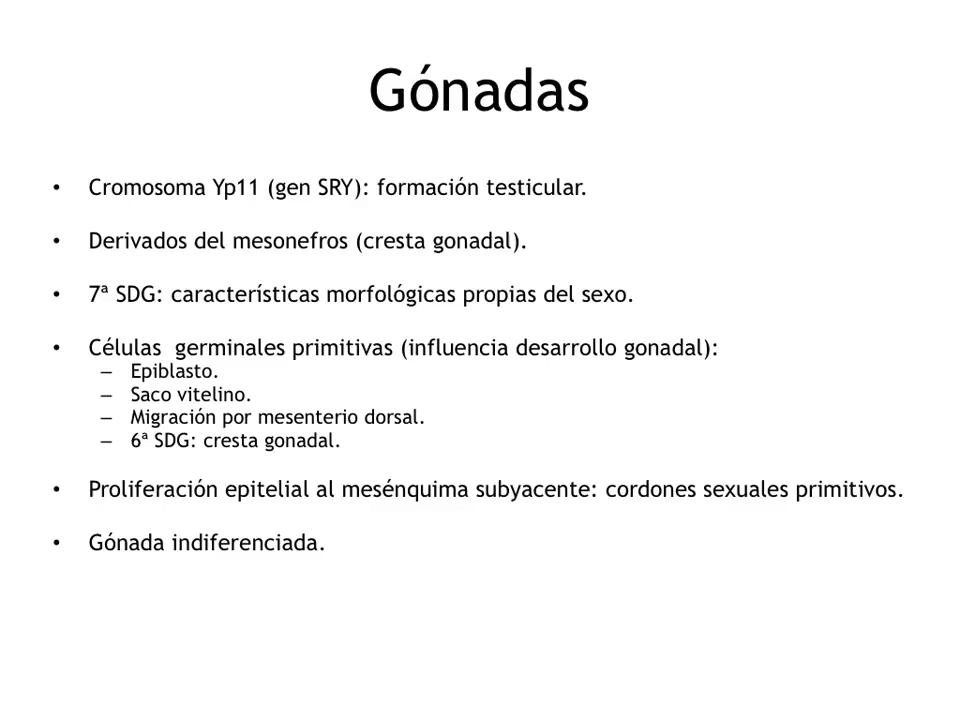 Gónadas
• Cromosoma Yp11 (gen SRY): formación testicular.
• Derivados del mesonefros (cresta gonadal).
• 7ª SDG: características morfológicas propias del sexo.
• Células  germinales primitivas (influencia desarrollo gonadal):
– Epiblasto.
– Saco vitelino.
– Migración por mesenterio dorsal.
– 6ª SDG: cresta gonadal.
• Proliferación epitelial al mesénquima subyacente: cordones sexuales primitivos.
• Gónada indiferenciada.